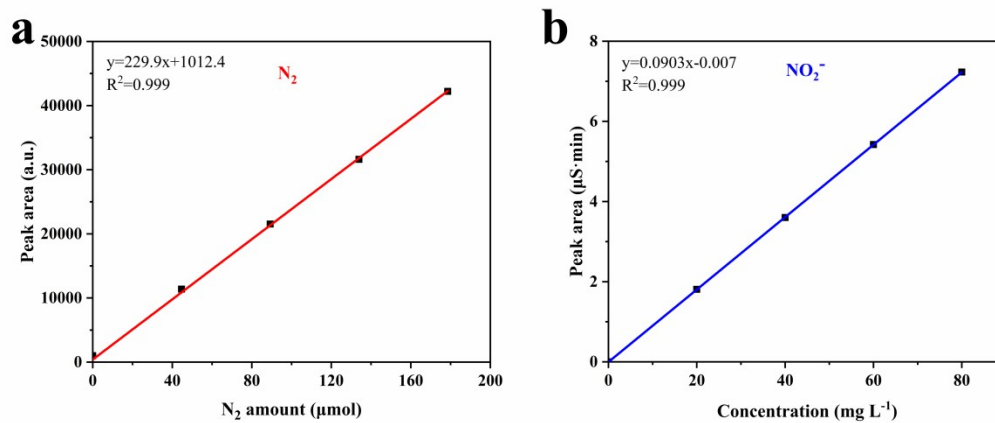 a
y=229.9x+1012.4
R²=0.999
N₂
50000
40000
30000
20000
10000
0
Peak area (a.u.)
0 40 80 120 160 200
N₂ amount (μmol)
b
y=0.0903x-0.007
R²=0.999
NO₂⁻
8
6
4
2
0
Peak area (μS·min)
0 20 40 60 80
Concentration (mg L⁻¹)